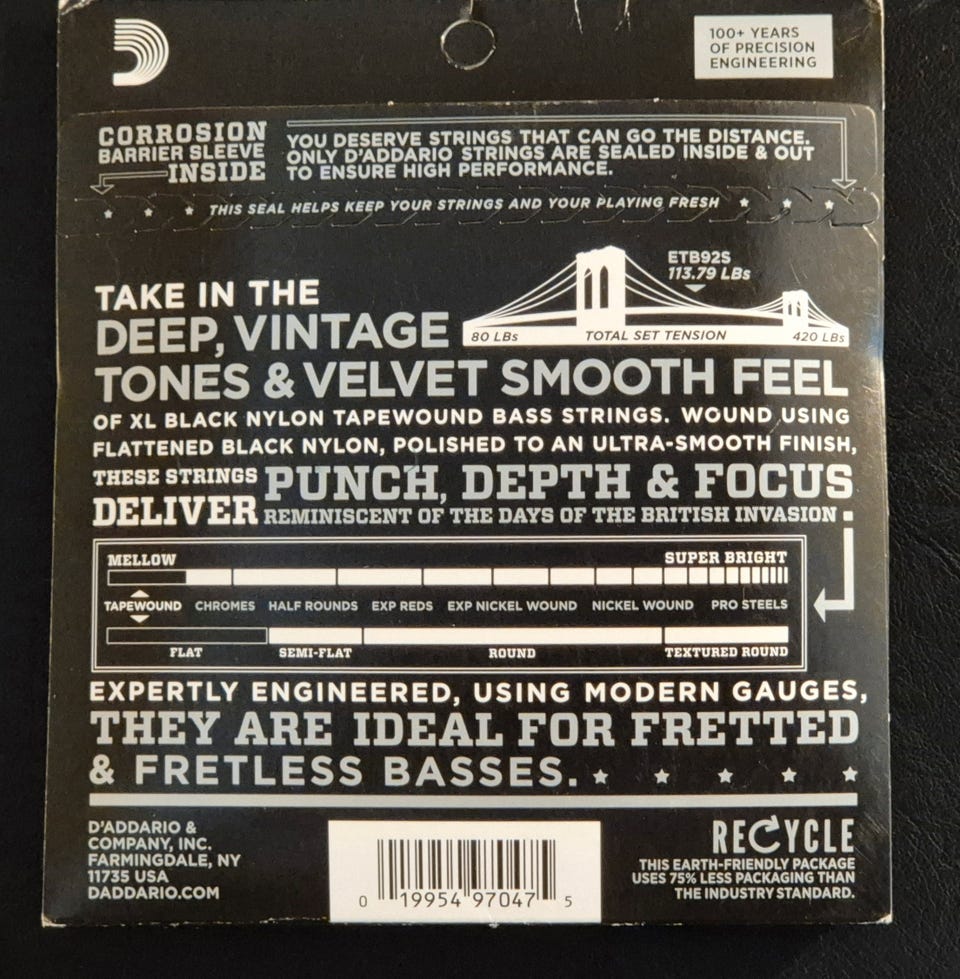 100+ YEARS
OF PRECISION
ENGINEERING
CORROSION
BARRIER SLEEVE
INSIDE
YOU DESERVE STRINGS THAT CAN GO THE DISTANCE.
ONLY D'ADDARIO STRINGS ARE SEALED INSIDE & OUT
TO ENSURE HIGH PERFORMANCE.
THIS SEAL HELPS KEEP YOUR STRINGS AND YOUR PLAYING FRESH
ETB92S
113.79 LBs
80 LBs TOTAL SET TENSION 420 LBs
TAKE IN THE
DEEP, VINTAGE
TONES & VELVET SMOOTH FEEL
OF XL BLACK NYLON TAPEWOUND BASS STRINGS. WOUND USING
FLATTENED BLACK NYLON, POLISHED TO AN ULTRA-SMOOTH FINISH,
THESE STRINGS
DELIVER
PUNCH, DEPTH & FOCUS
REMINISCENT OF THE DAYS OF THE BRITISH INVASION.
MELLOW SUPER BRIGHT
TAPEWOUND CHROMES HALF ROUNDS EXP REDS EXP NICKEL WOUND NICKEL WOUND PRO STEELS
FLAT SEMI-FLAT ROUND TEXTURED ROUND
EXPERTLY ENGINEERED, USING MODERN GAUGES,
THEY ARE IDEAL FOR FRETTED
& FRETLESS BASSES.
D'ADDARIO &
COMPANY, INC.
FARMINGDALE, NY
11735 USA
DADDARIO.COM
0 19954 97047 5
RECYCLE
THIS EARTH-FRIENDLY PACKAGE
USES 75% LESS PACKAGING THAN
THE INDUSTRY STANDARD.